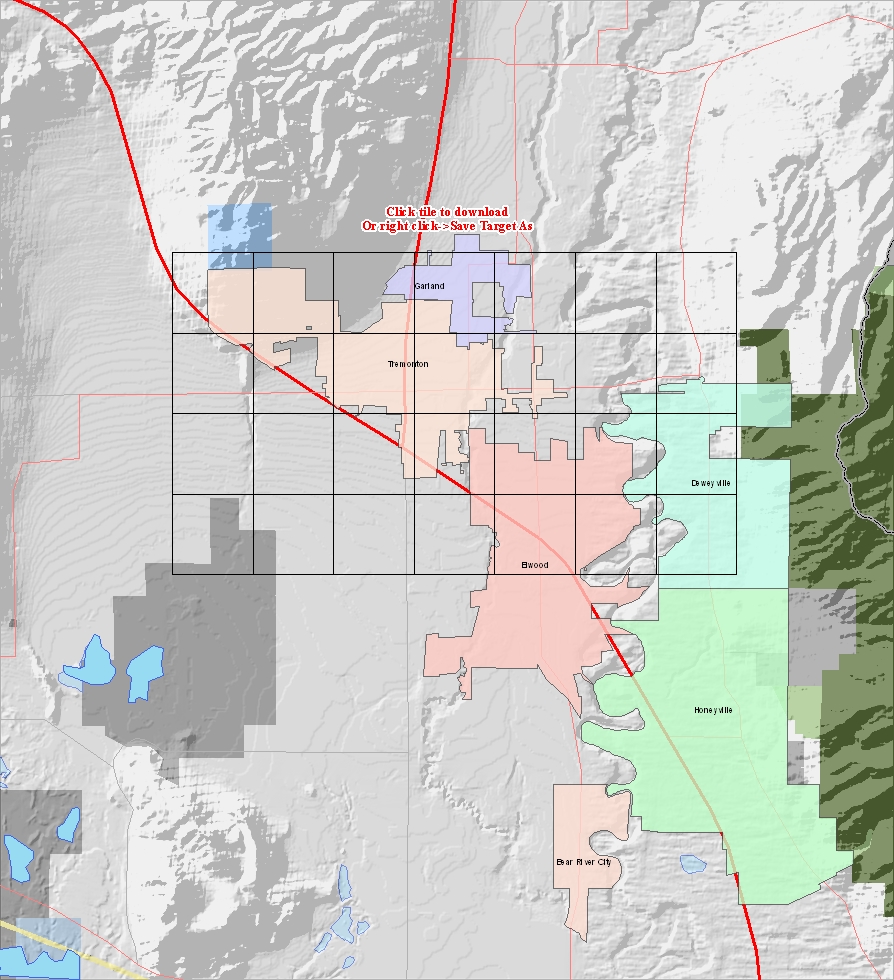 Click tile to download
Or right click->Save Target As
Garland
Tremonton
Deweyville
Elwood
Honeyville
Bear River City